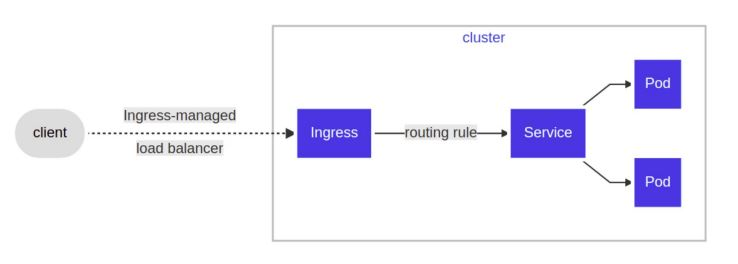 cluster
Pod
client
Ingress-managed
load balancer
Ingress
routing rule
Service
Pod